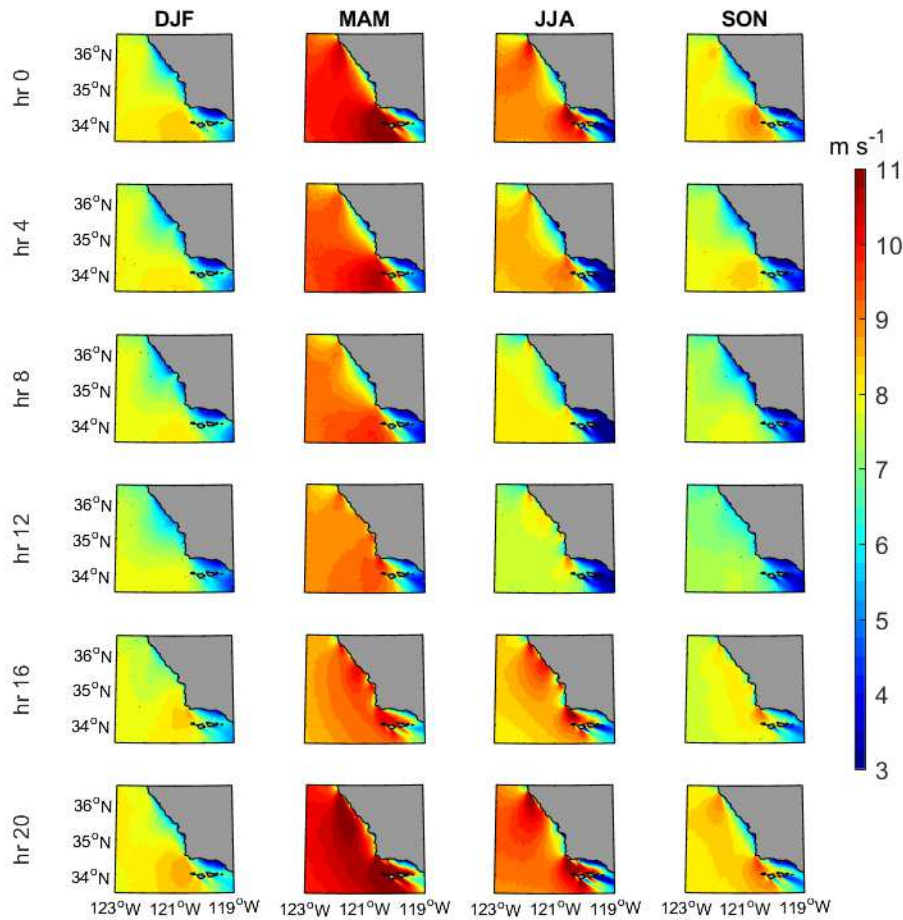 DJF MAM JJA SON
hr 0
36°N
35°N
34°N
m s⁻¹
hr 4
36°N
35°N
34°N
hr 8
36°N
35°N
34°N
hr 12
36°N
35°N
34°N
hr 16
36°N
35°N
34°N
hr 20
36°N
35°N
34°N
123°W 121°W 119°W 123°W 121°W 119°W 123°W 121°W 119°W 123°W 121°W 119°W
11
10
9
8
7
6
5
4
3